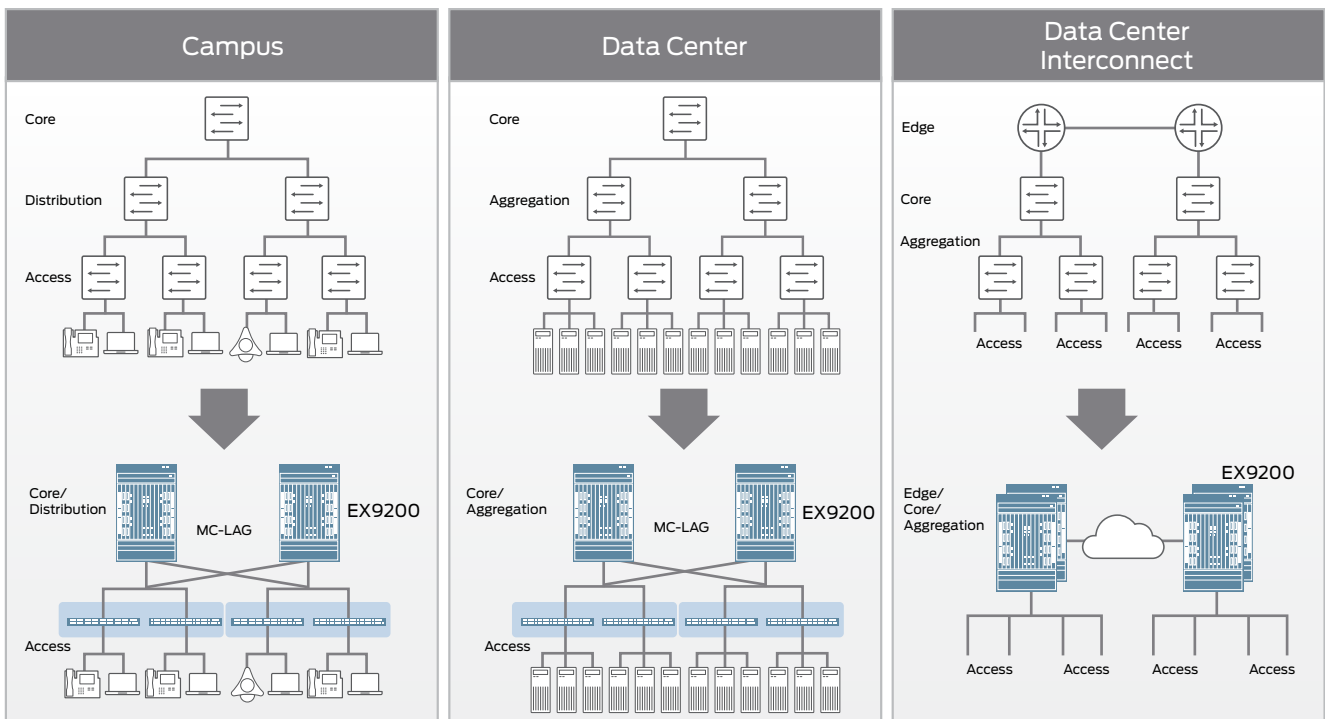 Campus
Core
Distribution
Access
Core/
Distribution
MC-LAG
EX9200
Access
Data Center
Core
Aggregation
Access
Core/
Aggregation
MC-LAG
EX9200
Access
Data Center
Interconnect
Edge
Core
Aggregation
Access Access Access Access
EX9200
Edge/
Core/
Aggregation
Access Access Access Access